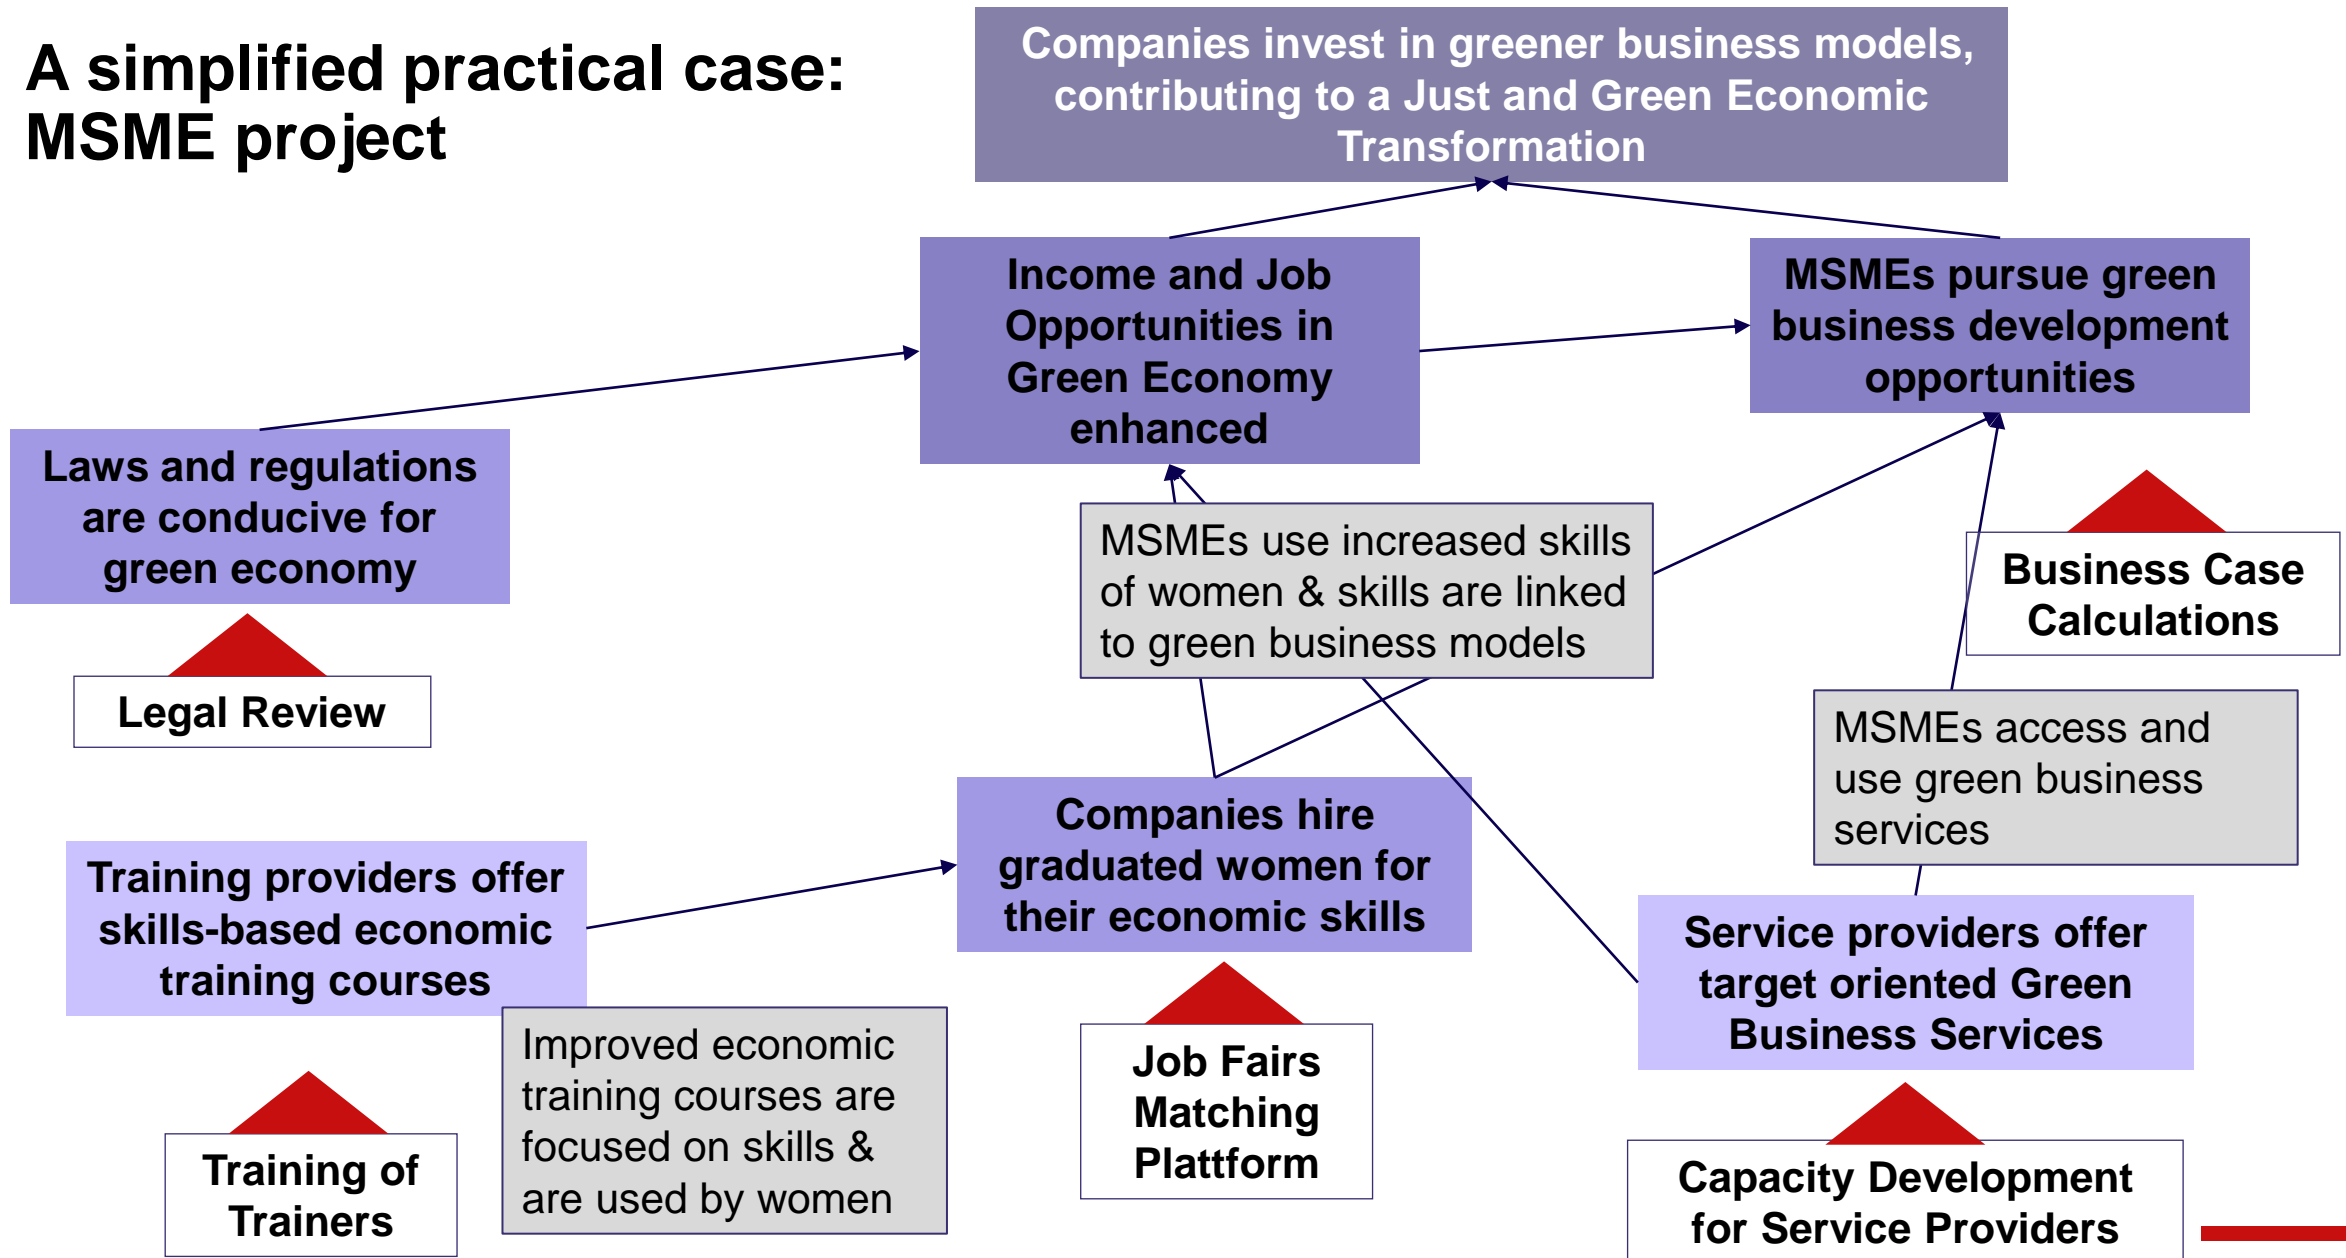 A simplified practical case:
MSME project
Companies invest in greener business models,
contributing to a Just and Green Economic
Transformation
Income and Job
Opportunities in
Green Economy
enhanced
MSMEs pursue green
business development
opportunities
Laws and regulations
are conducive for
green economy
MSMEs use increased skills
of women & skills are linked
to green business models
Business Case
Calculations
Legal Review
MSMEs access and
use green business
services
Companies hire
graduated women for
their economic skills
Training providers offer
skills-based economic
training courses
Service providers offer
target oriented Green
Business Services
Improved economic
training courses are
focused on skills &
are used by women
Job Fairs
Matching
Plattform
Training of
Trainers
Capacity Development
for Service Providers